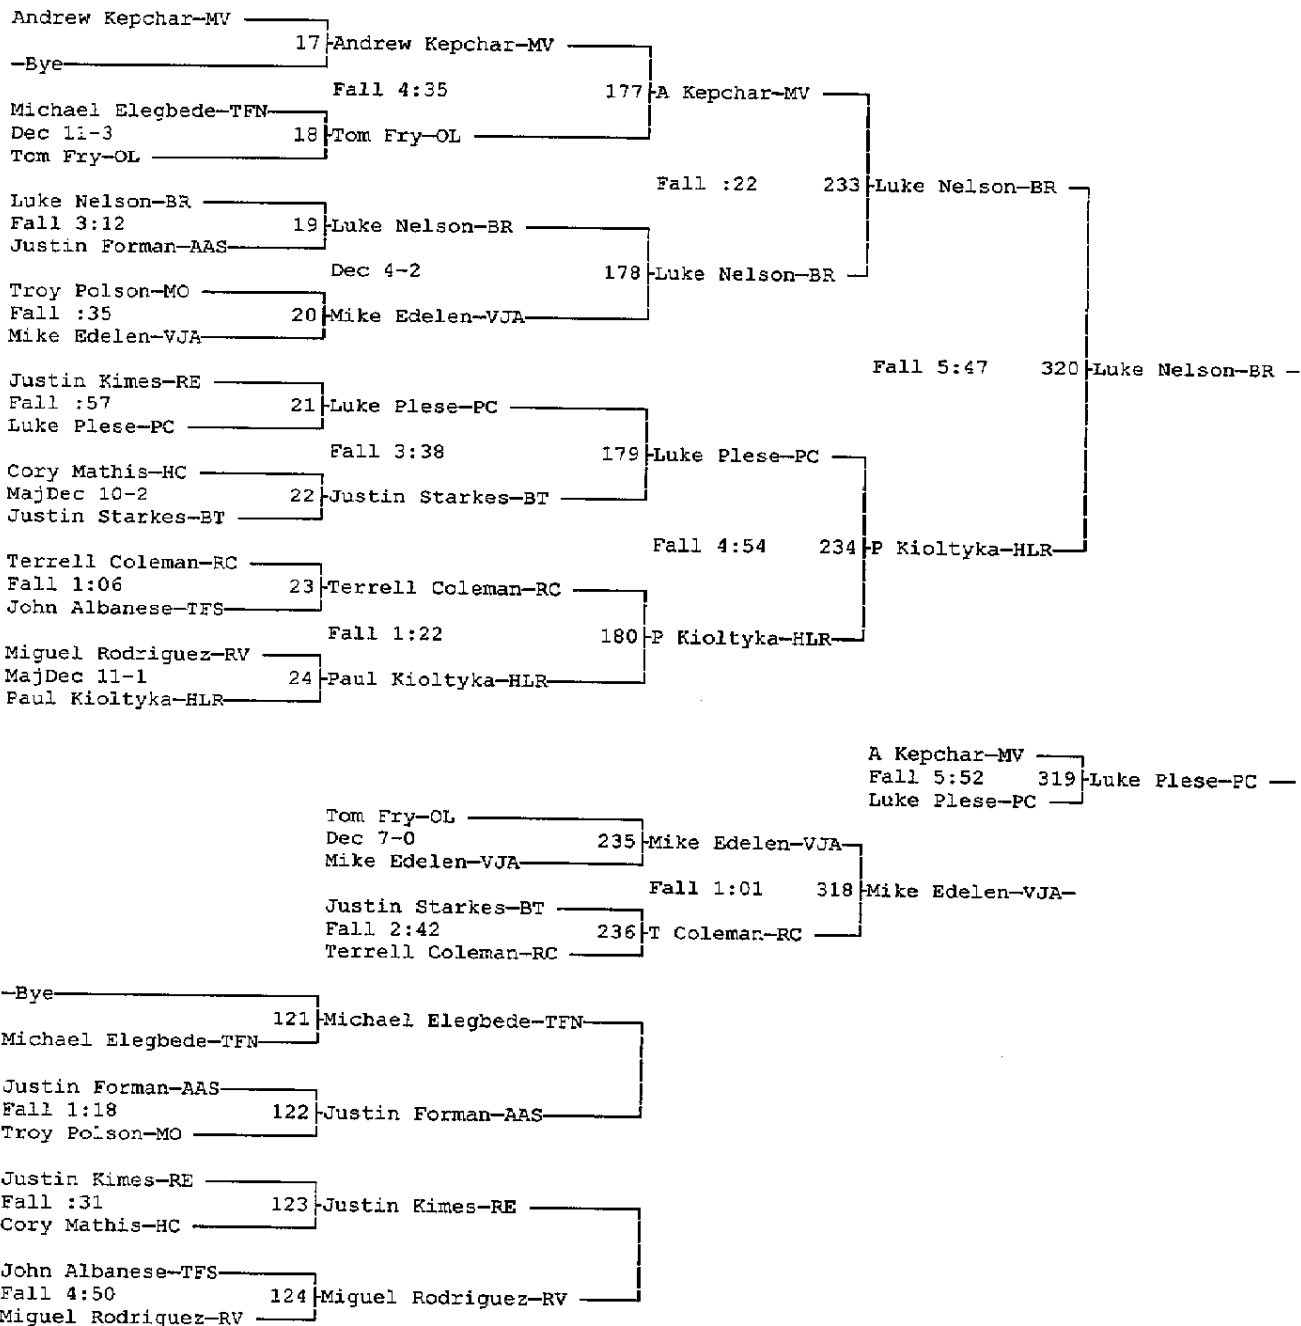 Andrew Kepchar-MV
17 Andrew Kepchar-MV
-Bye
Fall 4:35 177 A Kepchar-MV
Michael Elegbede-TFN
Dec 11-3 18 Tom Fry-OL
Tom Fry-OL
Fall :22 233 Luke Nelson-BR
Luke Nelson-BR
Fall 3:12 19 Luke Nelson-BR
Justin Forman-AAS
Dec 4-2 178 Luke Nelson-BR
Troy Polson-MO
Fall :35 20 Mike Edelen-VJA
Mike Edelen-VJA
Fall 5:47 320 Luke Nelson-BR
Justin Kimes-RE
Fall :57 21 Luke Plese-PC
Luke Plese-PC
Fall 3:38 179 Luke Plese-PC
Cory Mathis-HC
MajDec 10-2 22 Justin Starkes-BT
Justin Starkes-BT
Fall 4:54 234 P Kioltyka-HLR
Terrell Coleman-RC
Fall 1:06 23 Terrell Coleman-RC
John Albanese-TFS
Fall 1:22 180 P Kioltyka-HLR
Miguel Rodriguez-RV
MajDec 11-1 24 Paul Kioltyka-HLR
Paul Kioltyka-HLR
A Kepchar-MV
Fall 5:52 319 Luke Plese-PC
Luke Plese-PC
Tom Fry-OL
Dec 7-0 235 Mike Edelen-VJA
Mike Edelen-VJA
Fall 1:01 318 Mike Edelen-VJA
Justin Starkes-BT
Fall 2:42 236 T Coleman-RC
Terrell Coleman-RC
-Bye
121 Michael Elegbede-TFN
Michael Elegbede-TFN
Justin Forman-AAS
Fall 1:18 122 Justin Forman-AAS
Troy Polson-MO
Justin Kimes-RE
Fall :31 123 Justin Kimes-RE
Cory Mathis-HC
John Albanese-TFS
Fall 4:50 124 Miguel Rodriguez-RV
Miguel Rodriguez-RV